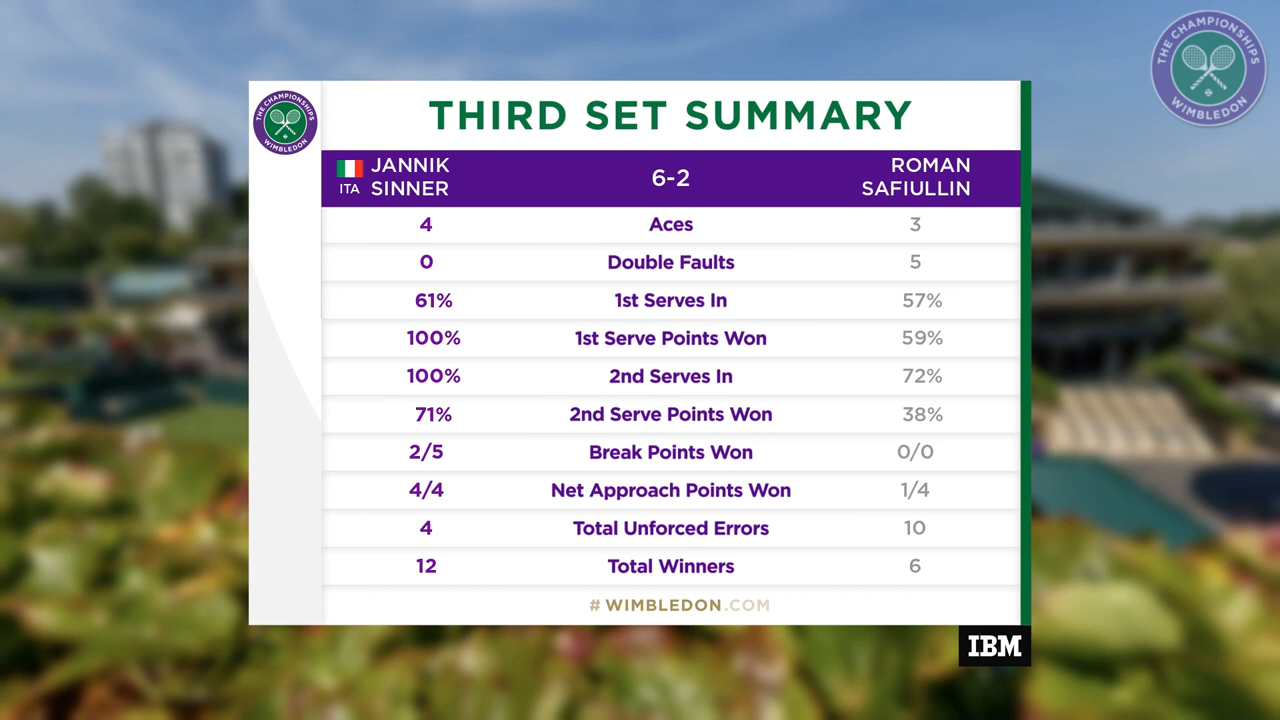 THE CHAMPIONSHIPS
WIMBLEDON
THE CHAMPIONSHIPS
WIMBLEDON
THIRD SET SUMMARY
JANNIK
ITA SINNER
6-2
ROMAN
SAFIULLIN
4 Aces 3
0 Double Faults 5
61% 1st Serves In 57%
100% 1st Serve Points Won 59%
100% 2nd Serves In 72%
71% 2nd Serve Points Won 38%
2/5 Break Points Won 0/0
4/4 Net Approach Points Won 1/4
4 Total Unforced Errors 10
12 Total Winners 6
# WIMBLEDON.COM
IBM